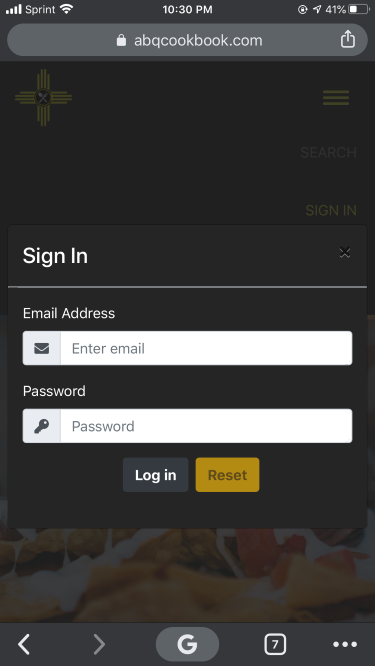 Sprint 10:30 PM 41%
abqcookbook.com
SEARCH
SIGN IN
Sign In ×
Email Address
Enter email
Password
Password
Log in Reset
G 7